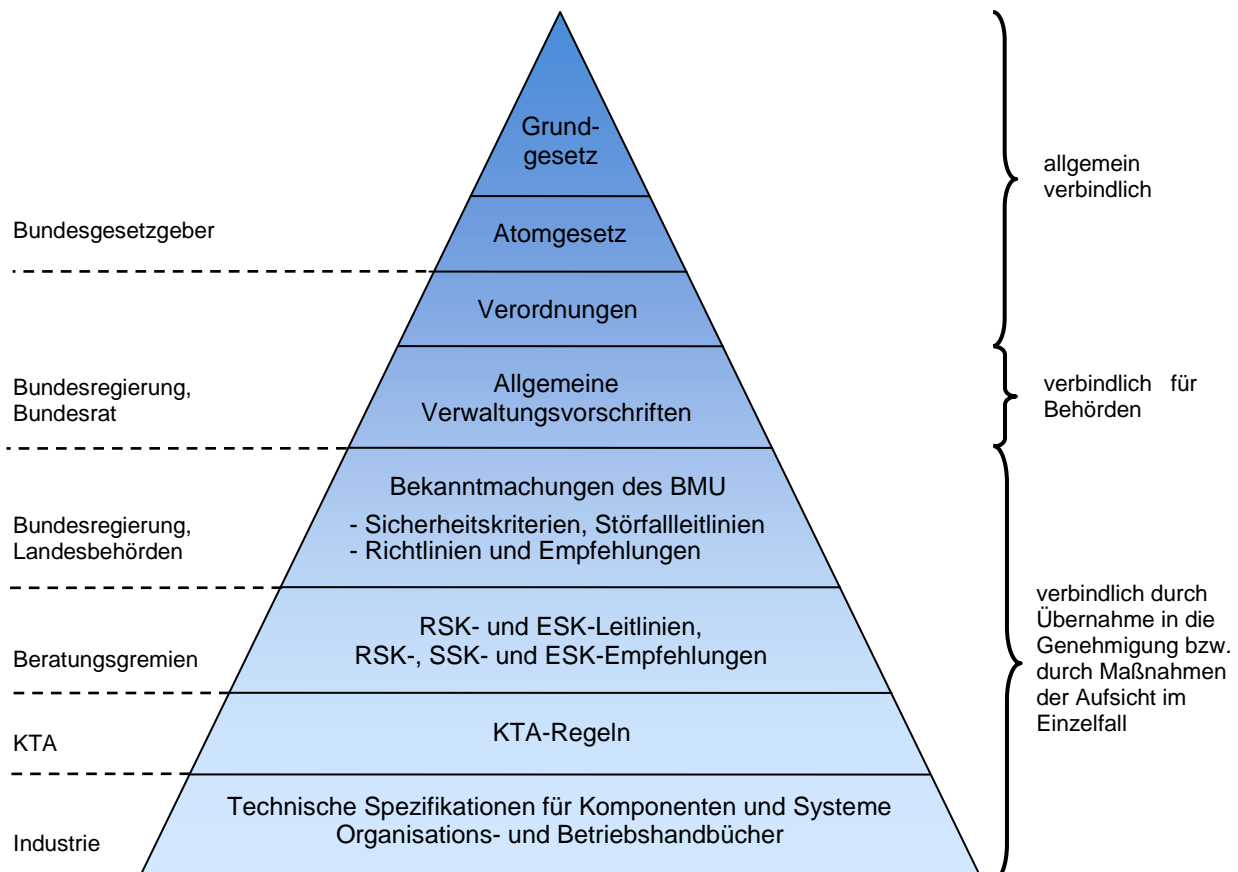 Grund-
gesetz
allgemein
verbindlich
Bundesgesetzgeber
Atomgesetz
Verordnungen
Bundesregierung,
Bundesrat
Allgemeine
Verwaltungsvorschriften
verbindlich für
Behörden
Bundesregierung,
Landesbehörden
Bekanntmachungen des BMU
- Sicherheitskriterien, Störfallleitlinien
- Richtlinien und Empfehlungen
verbindlich durch
Übernahme in die
Genehmigung bzw.
durch Maßnahmen
der Aufsicht im
Einzelfall
Beratungsgremien
RSK- und ESK-Leitlinien,
RSK-, SSK- und ESK-Empfehlungen
KTA
KTA-Regeln
Industrie
Technische Spezifikationen für Komponenten und Systeme
Organisations- und Betriebshandbücher